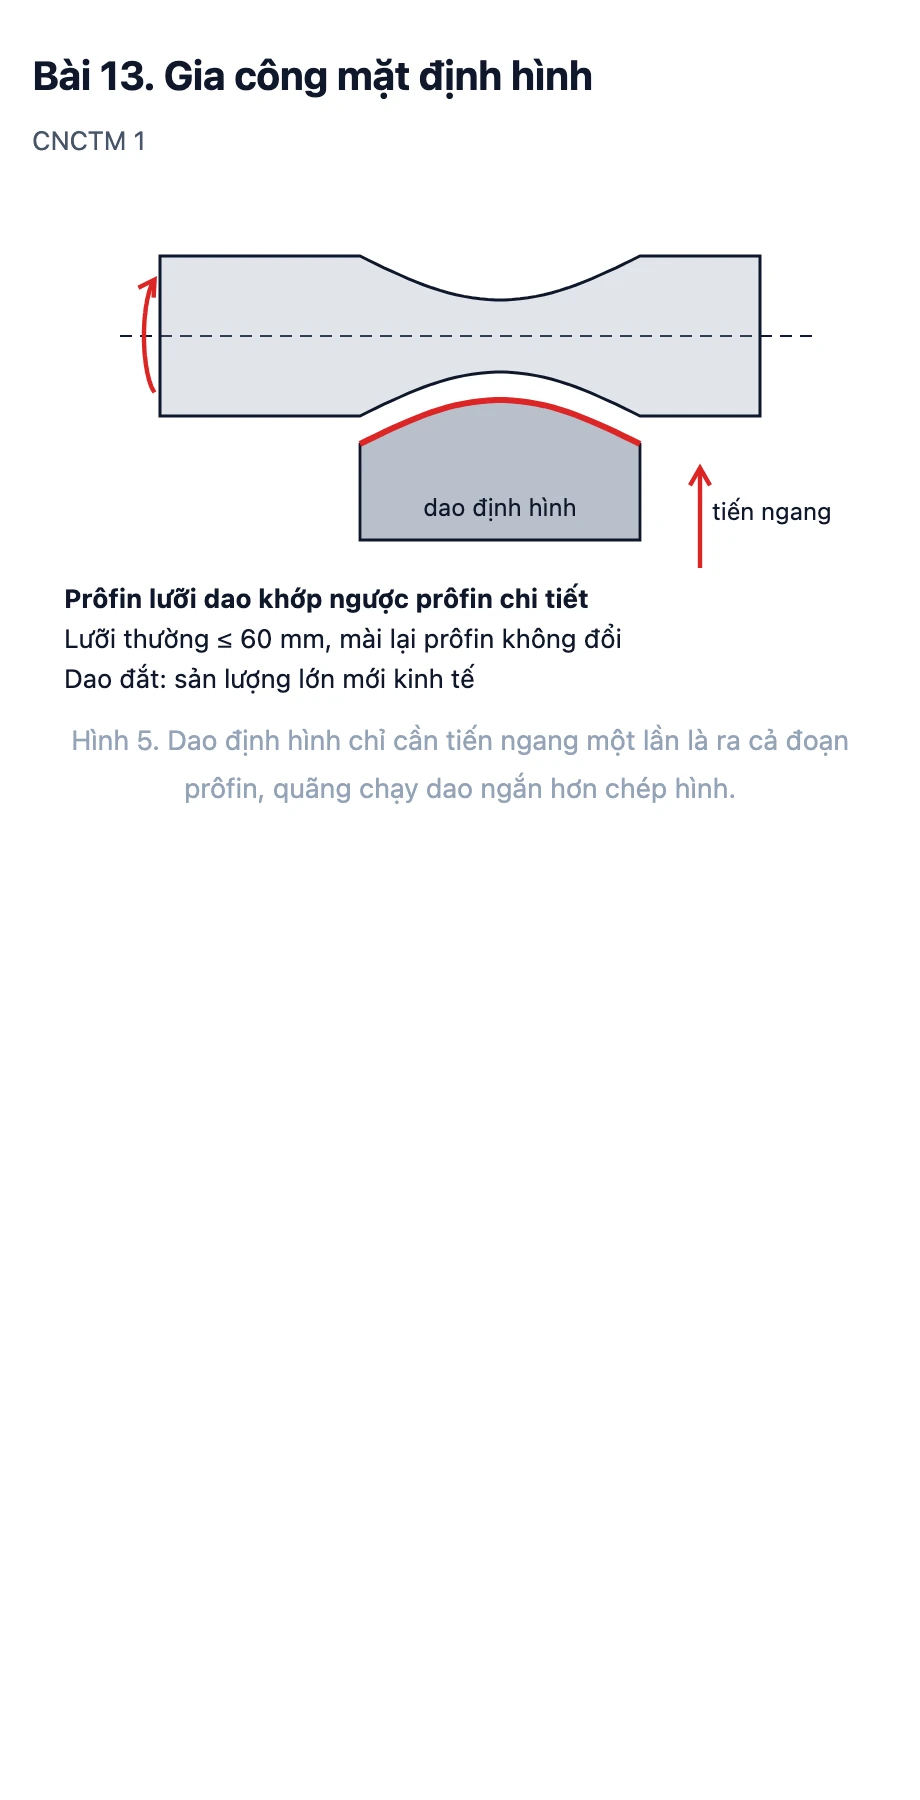 Bài 13. Gia công mặt định hình
CNCTM 1
dao định hình
tiến ngang
Prôfin lưỡi dao khớp ngược prôfin chi tiết
Lưỡi thường ≤ 60 mm, mài lại prôfin không đổi
Dao đắt: sản lượng lớn mới kinh tế
Hình 5. Dao định hình chỉ cần tiến ngang một lần là ra cả đoạn
prôfin, quãng chạy dao ngắn hơn chép hình.